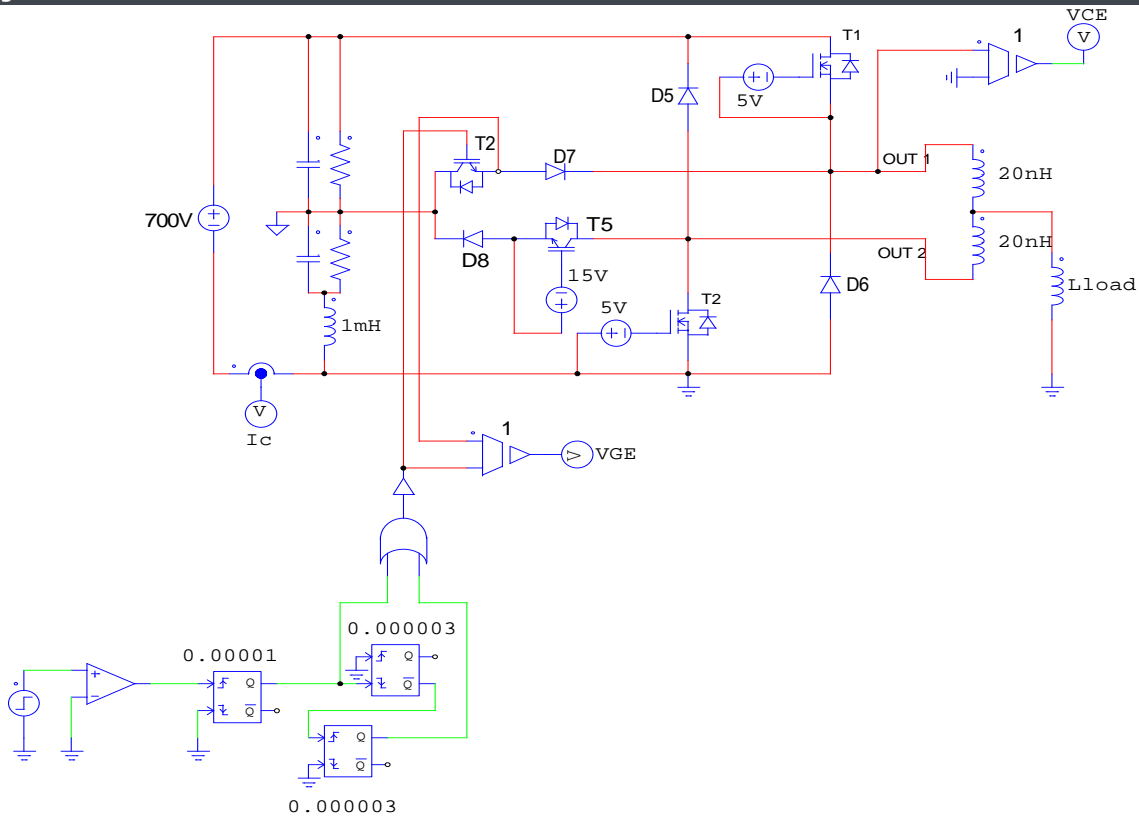 VCE
V
1
T1
5V
D5
T2
D7
OUT 1
20nH
700V
D8
T5
OUT 2
20nH
15V
5V
T2
D6
Lload
1mH
V
Ic
1
V
VGE
0.000003
0.00001
Q
Q
Q
Q
Q
Q
0.000003